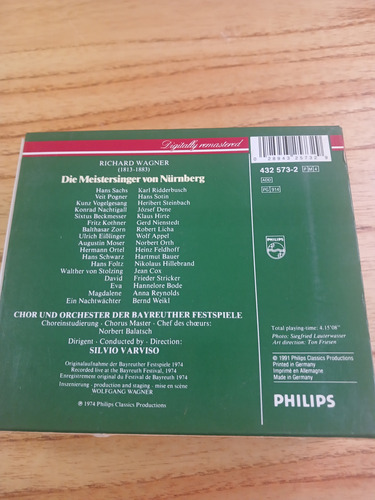 Digitally remastered
RICHARD WAGNER
(1813-1883)
Die Meistersinger von Nürnberg
Hans Sachs Karl Ridderbusch
Veit Pogner Hans Sotin
Kunz Vogelgesang Heribert Steinbach
Konrad Nachtigall József Dene
Sixtus Beckmesser Klaus Hirte
Fritz Kothner Gerd Nienstedt
Balthasar Zorn Robert Licha
Ulrich Eißlinger Wolf Appel
Augustin Moser Norbert Orth
Hermann Ortel Heinz Feldhoff
Hans Schwarz Hartmut Bauer
Hans Foltz Nikolaus Hillebrand
Walther von Stolzing Jean Cox
David Frieder Stricker
Eva Hannelore Bode
Magdalene Anna Reynolds
Ein Nachtwächter Bernd Weikl
CHOR UND ORCHESTER DER BAYREUTHER FESTSPIELE
Choreinstudierung · Chorus Master · Chef des chœurs:
Norbert Balatsch
Dirigent · Conducted by · Direction:
SILVIO VARVISO
Originalaufnahme der Bayreuther Festspiele 1974
Recorded live at the Bayreuth Festival, 1974
Enregistrement original du Festival de Bayreuth 1974
Inszenierung · production and staging · mise en scène
WOLFGANG WAGNER
℗ 1974 Philips Classics Productions
432 573-2
ADD
PHILIPS
Total playing-time: 4.15'08"
Photo: Siegfried Lauterwasser
Art direction: Ton Friesen
© 1991 Philips Classics Productions
Printed in Germany
Imprimé en Allemagne
Made in Germany
PHILIPS